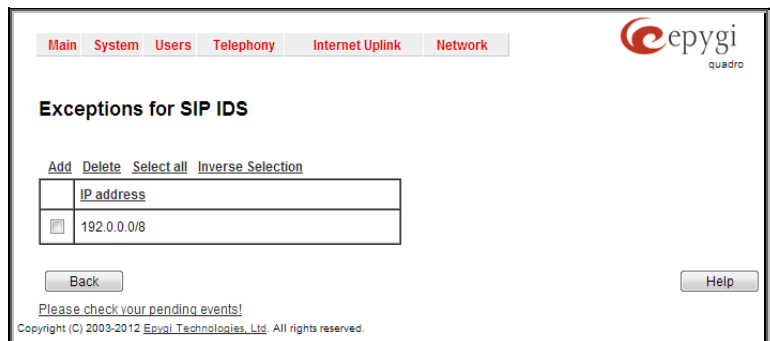 Main System Users Telephony Internet Uplink Network
epygi
quadro
Exceptions for SIP IDS
Add Delete Select all Inverse Selection
IP address
192.0.0.0/8
Back Help
Please check your pending events!
Copyright (C) 2003-2012 Epygi Technologies, Ltd. All rights reserved.